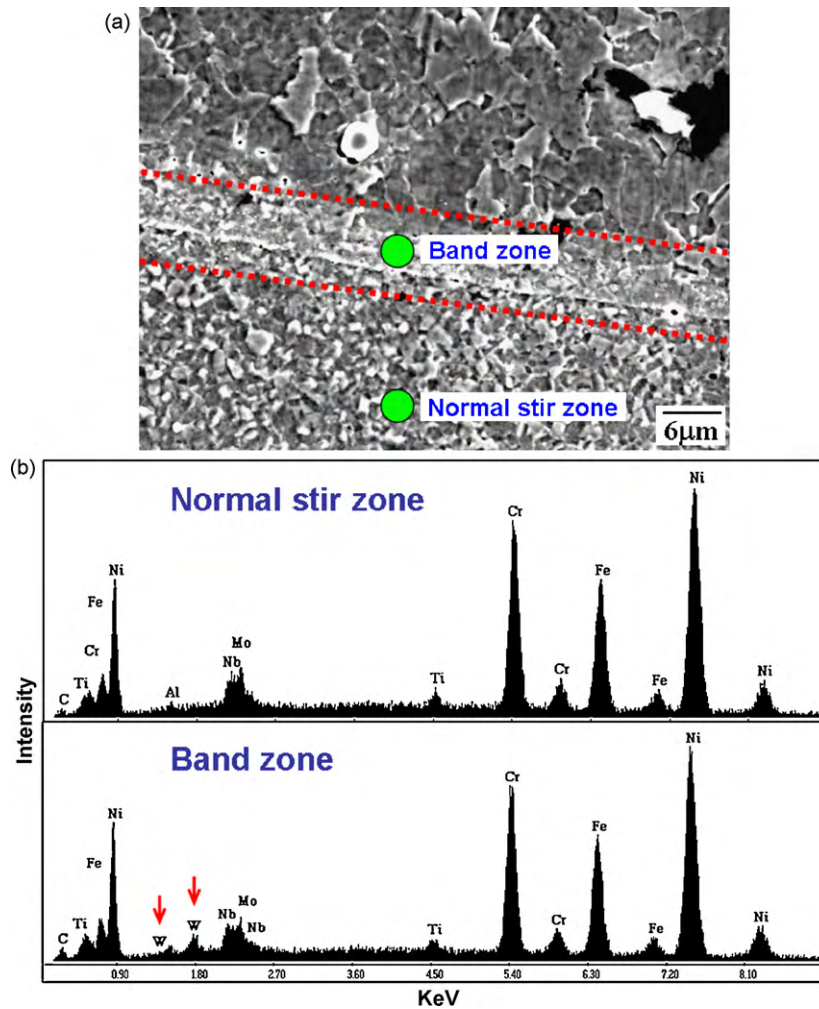 (a)
Band zone
Normal stir zone
6μm
(b)
Normal stir zone
Ni
Cr
Ni
Fe
Fe
Cr
Mo
Nb
Ti
C
Al
Ti
Cr
Fe
Ni
Intensity
Band zone
Ni
Cr
Ni
Fe
Fe
W
W
Mo
Nb
Nb
Ti
C
Ti
Cr
Fe
Ni
0.90 1.80 2.70 3.60 4.50 5.40 6.30 7.20 8.10
KeV